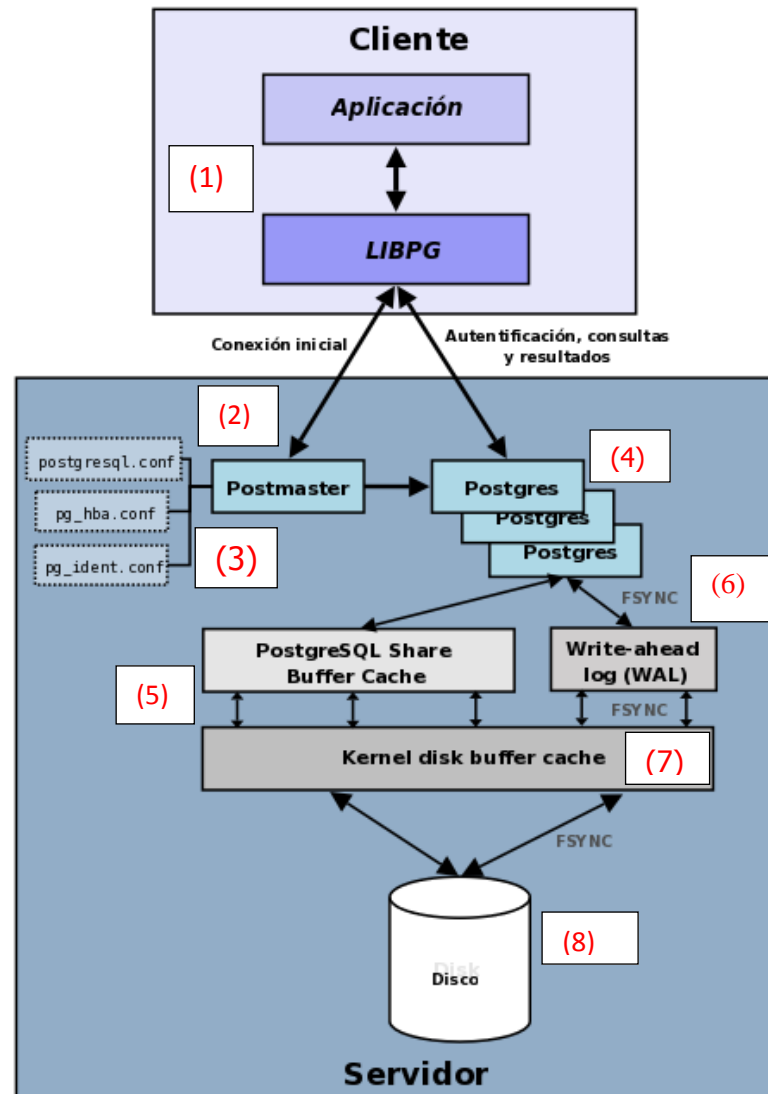 Cliente
Aplicación
(1)
LIBPG
Conexión inicial
Autentificación, consultas
y resultados
(2)
postgresql.conf
Postmaster
Postgres
(4)
pg_hba.conf
Postgres
pg_ident.conf
(3)
Postgres
FSYNC
(6)
PostgreSQL Share
Buffer Cache
Write-ahead
log (WAL)
(5)
FSYNC
Kernel disk buffer cache
(7)
FSYNC
(8)
Disk
Disco
Servidor